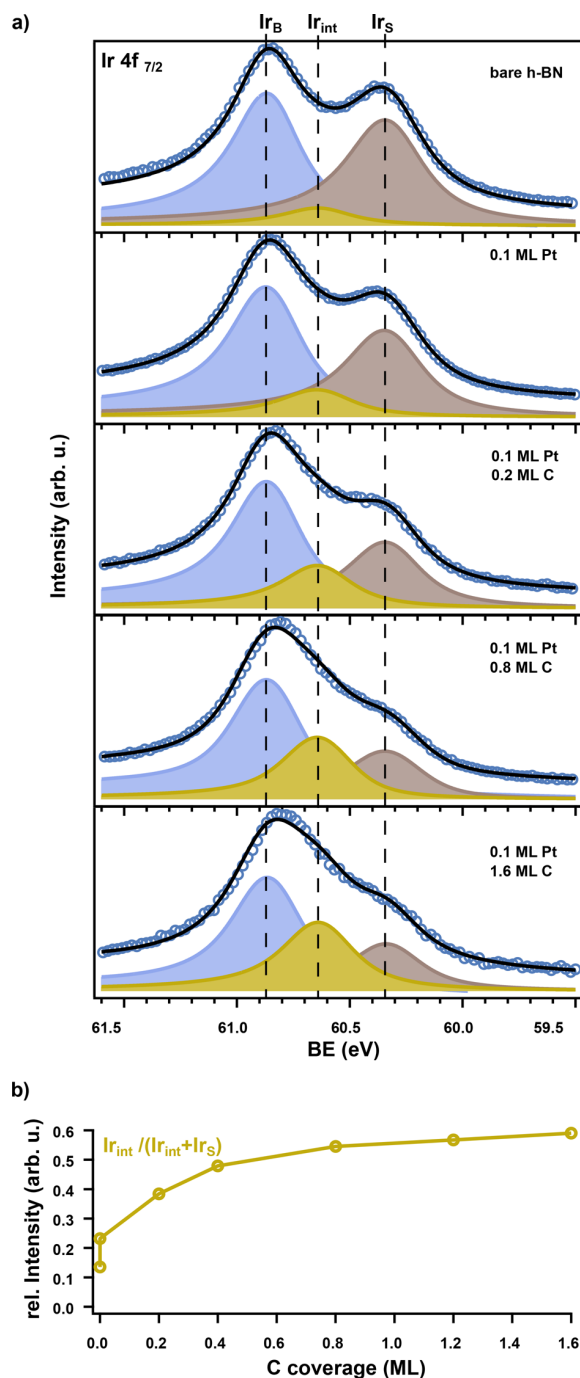 a)
Ir_B Ir_int Ir_S
Ir 4f 7/2
bare h-BN
0.1 ML Pt
0.1 ML Pt
0.2 ML C
0.1 ML Pt
0.8 ML C
0.1 ML Pt
1.6 ML C
Intensity (arb. u.)
61.5 61.0 60.5 60.0 59.5
BE (eV)
b)
Ir_int /(Ir_int+Ir_S)
rel. Intensity (arb. u.)
0.6
0.5
0.4
0.3
0.2
0.1
0.0
0.0 0.2 0.4 0.6 0.8 1.0 1.2 1.4 1.6
C coverage (ML)